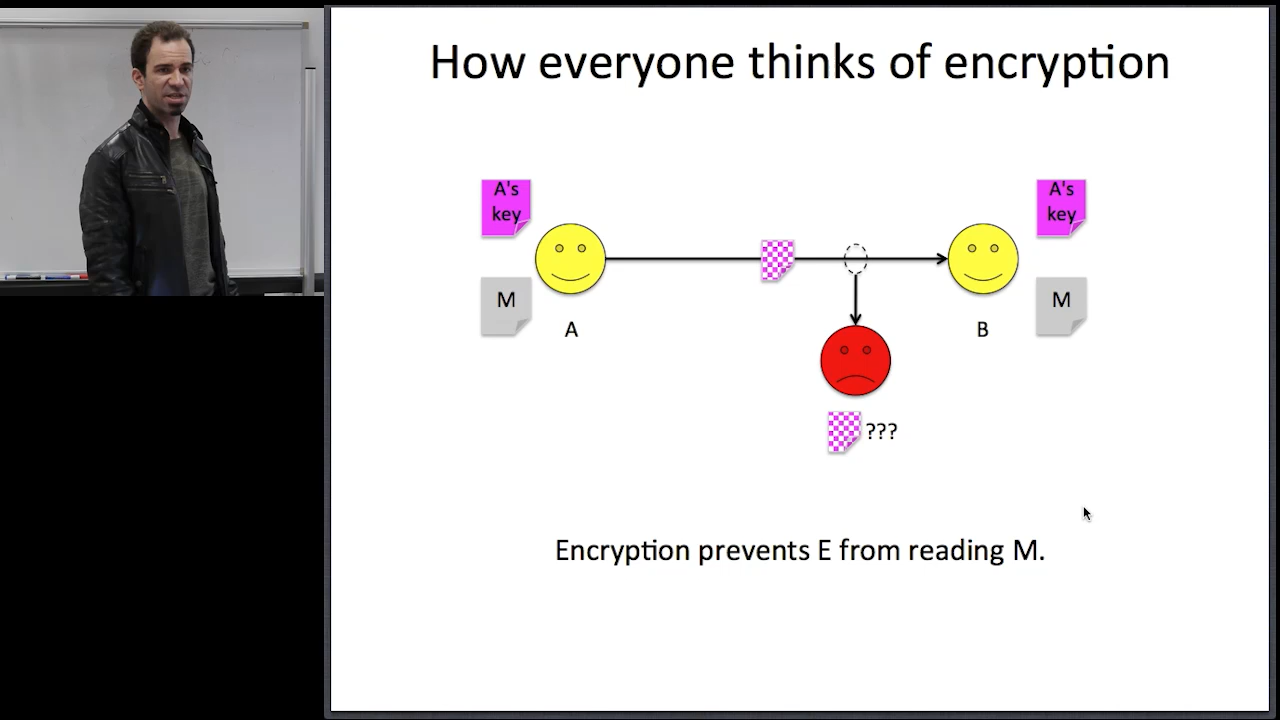 How everyone thinks of encryption
A's
key
A's
key
M
M
A
B
???
Encryption prevents E from reading M.